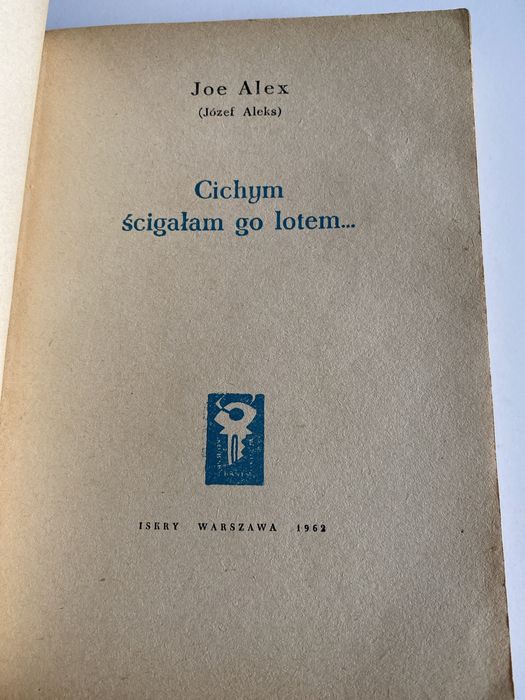 Joe Alex
(Józef Aleks)
Cichym
ścigałam go lotem...
ISKRY WARSZAWA 1962